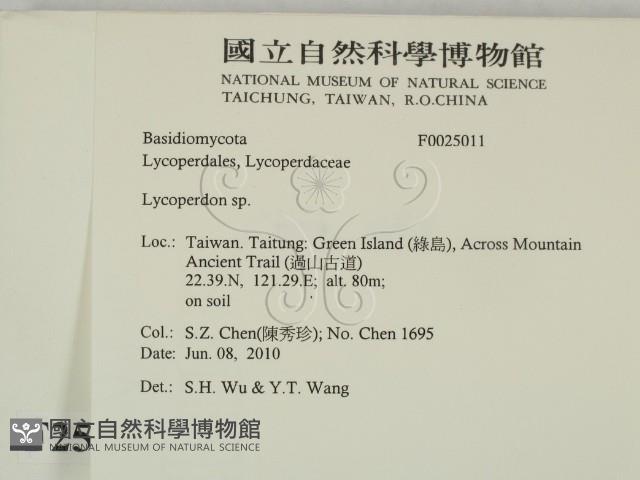 國立自然科學博物館
NATIONAL MUSEUM OF NATURAL SCIENCE
TAICHUNG, TAIWAN, R.O.CHINA
Basidiomycota F0025011
Lycoperdales, Lycoperdaceae
Lycoperdon sp.
Loc.: Taiwan. Taitung: Green Island (綠島), Across Mountain
Ancient Trail (過山古道)
22.39.N, 121.29.E; alt. 80m;
on soil
Col.: S.Z. Chen(陳秀珍); No. Chen 1695
Date: Jun. 08, 2010
Det.: S.H. Wu & Y.T. Wang
國立自然科學博物館
NATIONAL MUSEUM OF NATURAL SCIENCE